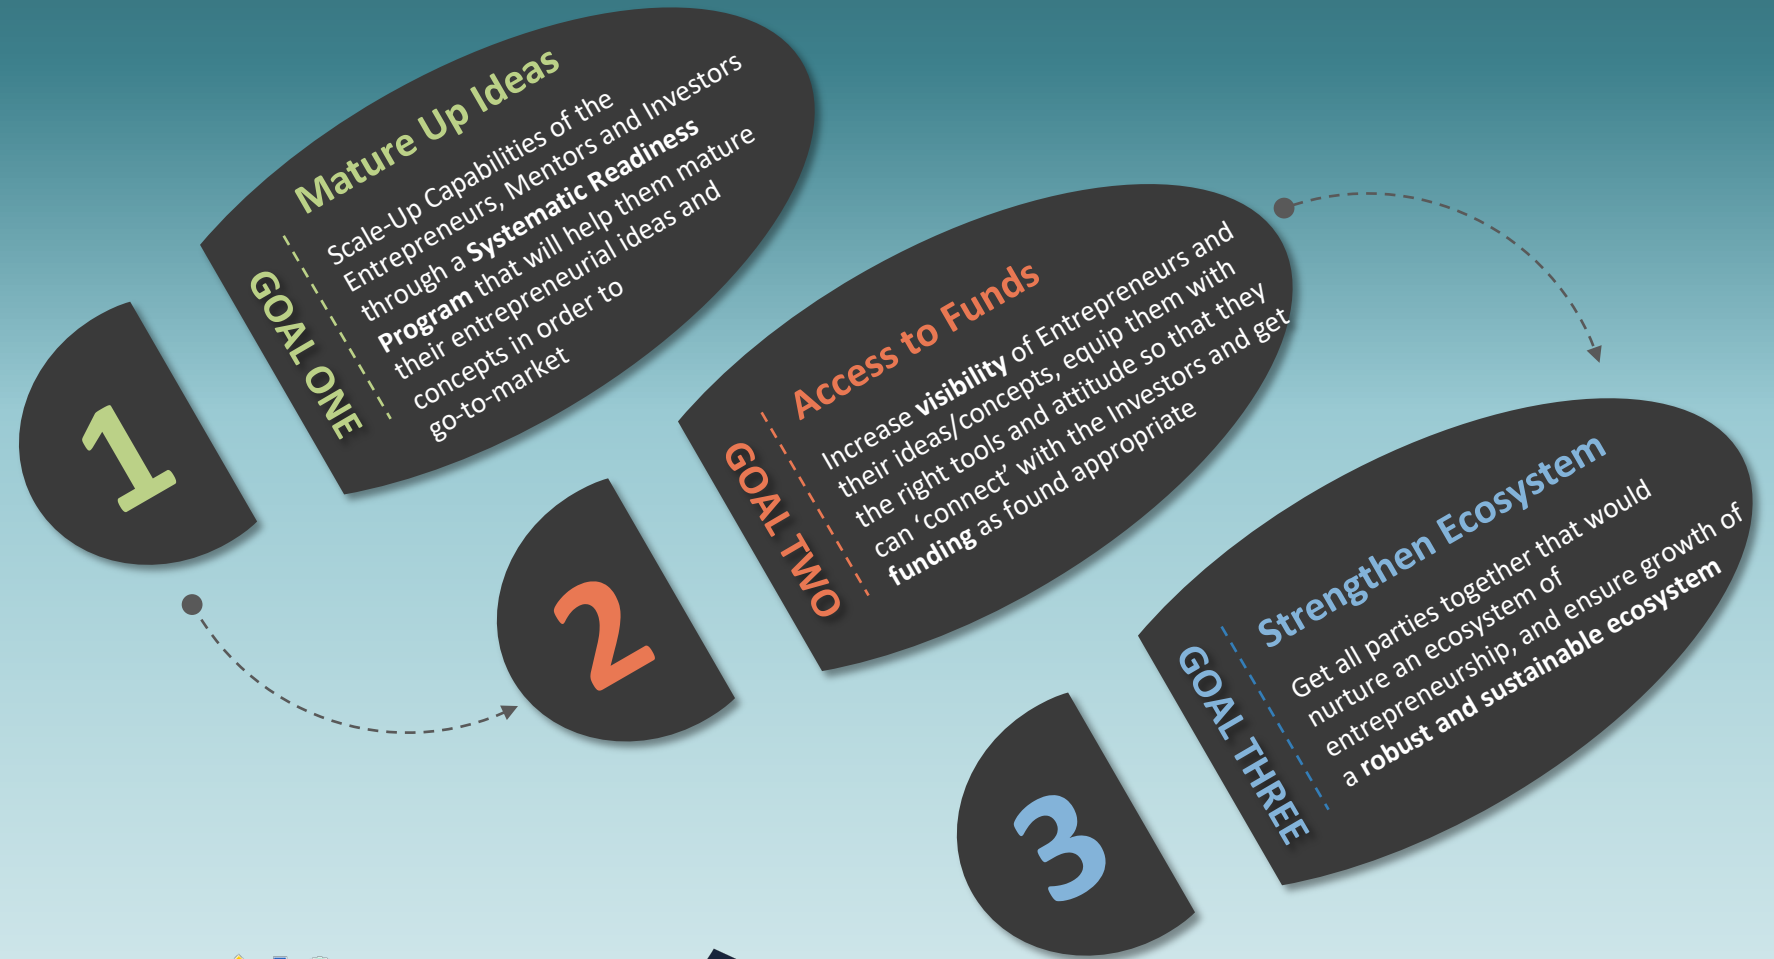 1
GOAL ONE
Mature Up Ideas
Scale-Up Capabilities of the
Entrepreneurs, Mentors and Investors
through a Systematic Readiness
Program that will help them mature
their entrepreneurial ideas and
concepts in order to
go-to-market
2
GOAL TWO
Access to Funds
Increase visibility of Entrepreneurs and
their ideas/concepts, equip them with
the right tools and attitude so that they
can ‘connect’ with the Investors and get
funding as found appropriate
3
GOAL THREE
Strengthen Ecosystem
Get all parties together that would
nurture an ecosystem of
entrepreneurship, and ensure growth of
a robust and sustainable ecosystem